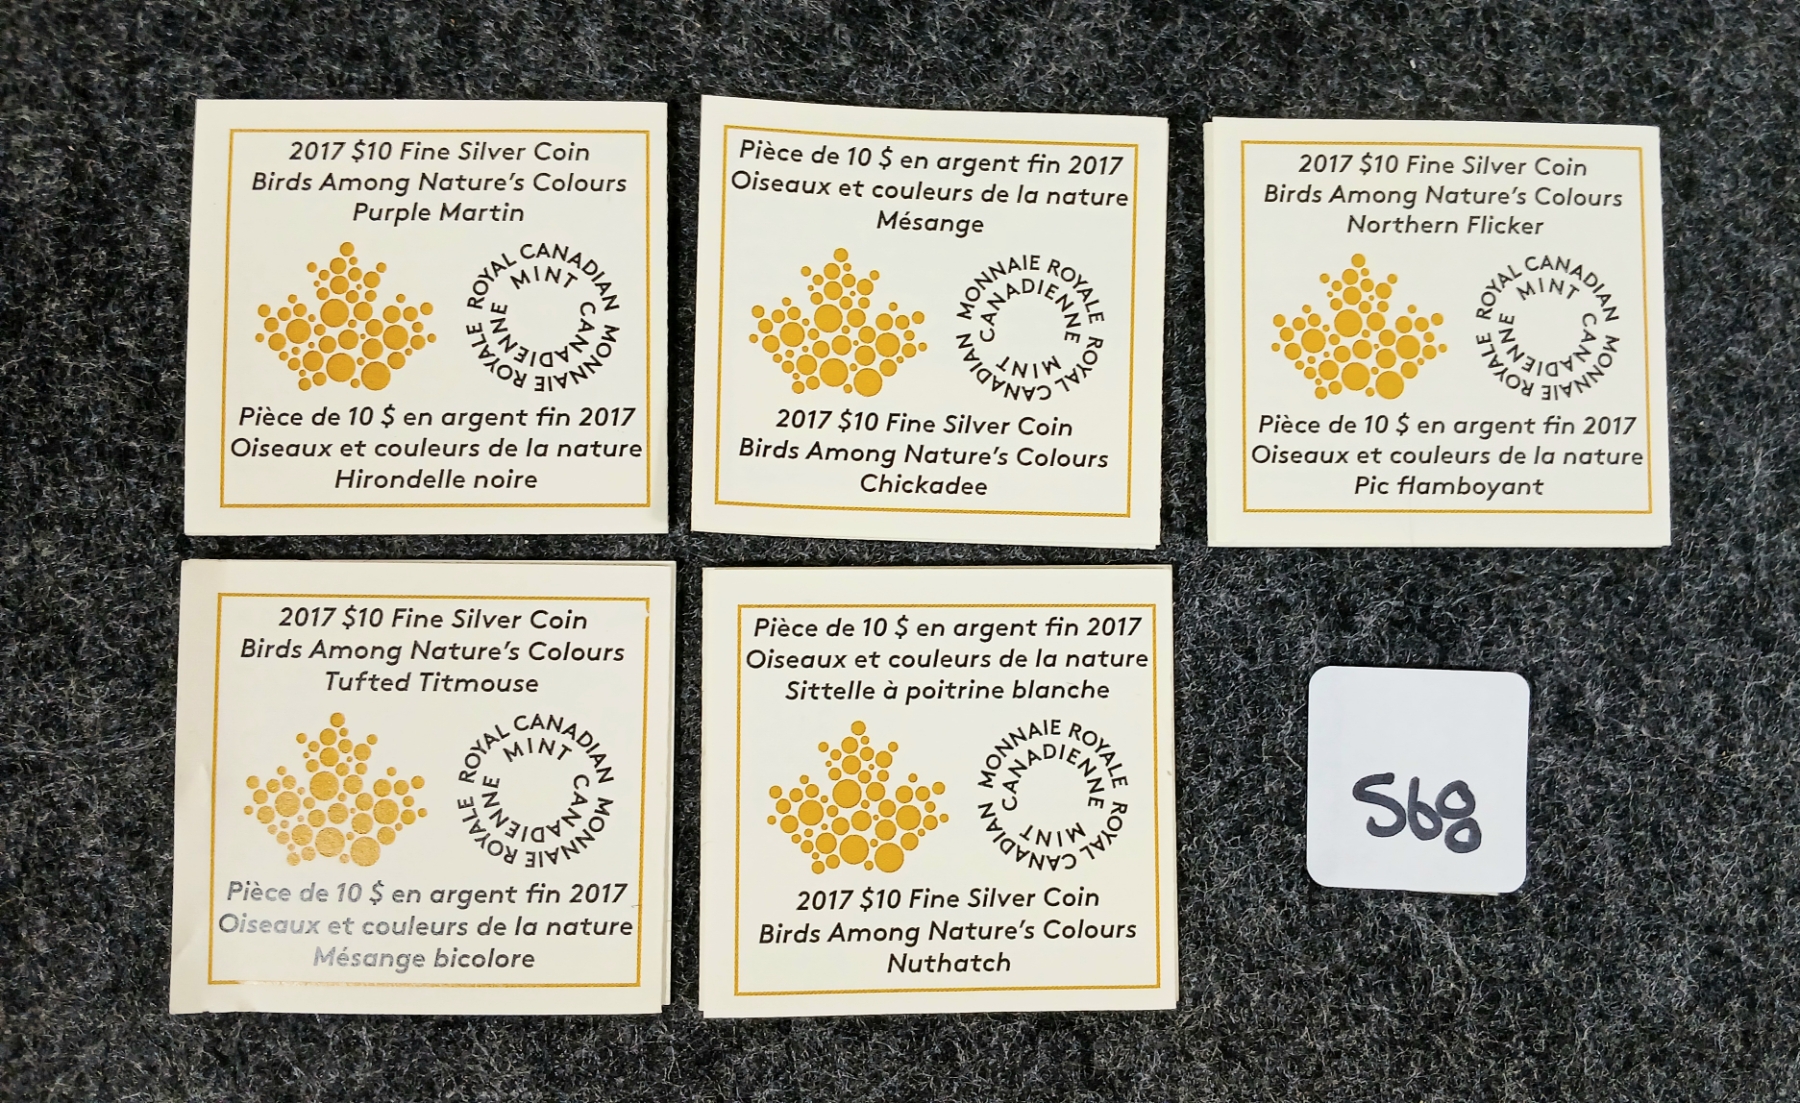 2017 $10 Fine Silver Coin
Birds Among Nature's Colours
Purple Martin
ROYAL CANADIAN MINT
MONNAIE ROYALE CANADIENNE
Pièce de 10 $ en argent fin 2017
Oiseaux et couleurs de la nature
Hirondelle noire
Pièce de 10 $ en argent fin 2017
Oiseaux et couleurs de la nature
Mésange
MONNAIE ROYALE CANADIENNE
ROYAL CANADIAN MINT
2017 $10 Fine Silver Coin
Birds Among Nature's Colours
Chickadee
2017 $10 Fine Silver Coin
Birds Among Nature's Colours
Northern Flicker
ROYAL CANADIAN MINT
MONNAIE ROYALE CANADIENNE
Pièce de 10 $ en argent fin 2017
Oiseaux et couleurs de la nature
Pic flamboyant
2017 $10 Fine Silver Coin
Birds Among Nature's Colours
Tufted Titmouse
ROYAL CANADIAN MINT
MONNAIE ROYALE CANADIENNE
Pièce de 10 $ en argent fin 2017
Oiseaux et couleurs de la nature
Mésange bicolore
Pièce de 10 $ en argent fin 2017
Oiseaux et couleurs de la nature
Sittelle à poitrine blanche
MONNAIE ROYALE CANADIENNE
ROYAL CANADIAN MINT
2017 $10 Fine Silver Coin
Birds Among Nature's Colours
Nuthatch
568